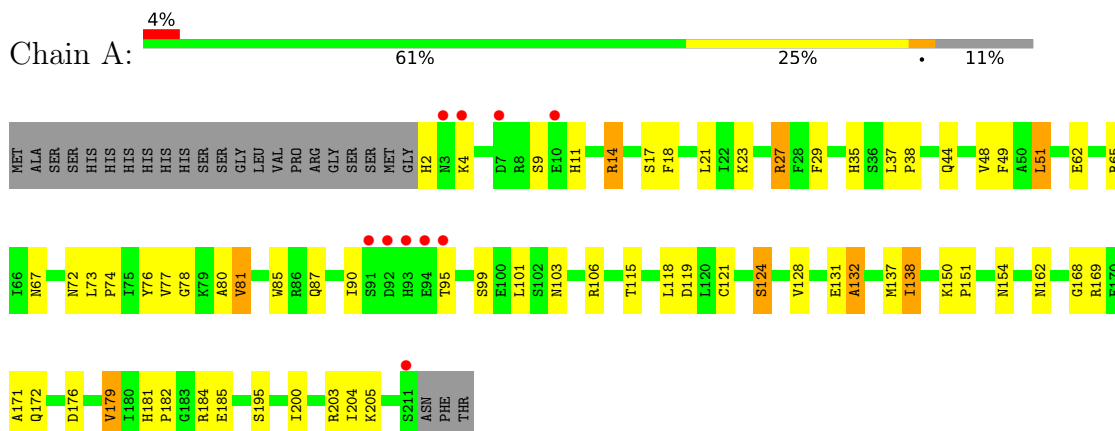 4%
Chain A:
61% 25% • 11%
MET ALA SER SER HIS HIS HIS HIS HIS HIS SER SER GLY LEU VAL PRO ARG GLY SER SER MET GLY H2 N3 K4 D7 R8 S9 E10 H11 R14 S17 F18 L21 I22 K23 R27 F28 F29 H35 S36 L37 P38 Q44 V48 F49 A50 L51 E62 R65
I66 N67 N72 L73 P74 I75 Y76 V77 G78 K79 A80 V81 W85 R86 Q87 I90 S91 D92 H93 E94 T95 S99 E100 L101 S102 N103 R106 T115 L118 D119 L120 C121 S124 V128 E131 A132 M137 I138 K150 P151 N154 N162 G168 R169 E170
A171 Q172 D176 V179 I180 H181 P182 G183 R184 E185 S195 I200 R203 I204 K205 S211 ASN PHE THR